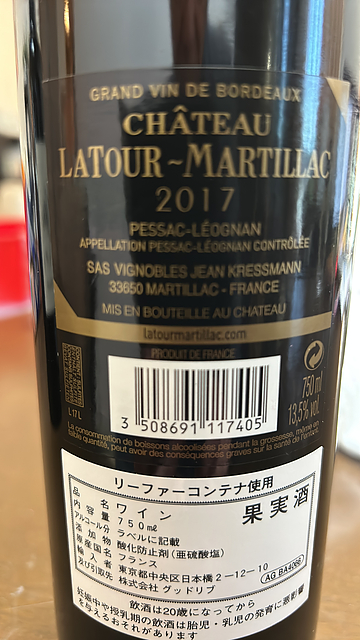 GRAND VIN DE BORDEAUX
CHÂTEAU
LATOUR~MARTILLAC
2017
PESSAC-LÉOGNAN
APPELLATION PESSAC-LÉOGNAN CONTRÔLÉE
SAS VIGNOBLES JEAN KRESSMANN
33650 MARTILLAC - FRANCE
MIS EN BOUTEILLE AU CHATEAU
latourmartillac.com
PRODUIT DE FRANCE
750 ml
13,5% vol.
L 17 L
3 508691 117405
La consommation de boissons alcoolisées pendant la grossesse, même en
faible quantité, peut avoir des conséquences graves sur la santé de l'enfant.
リーファーコンテナ使用
品名 ワイン
果実酒
内容量 750㎖
アルコール分 ラベルに記載
添加物 酸化防止剤(亜硫酸塩)
原産国名 フランス
輸入者 東京都中央区日本橋2-12-10
及び引取先 株式会社 グッドリブ
AG BA4066
飲酒は20歳になってから
妊娠中や授乳期の飲酒は胎児・乳児の発育に悪影響
を与えるおそれがあります